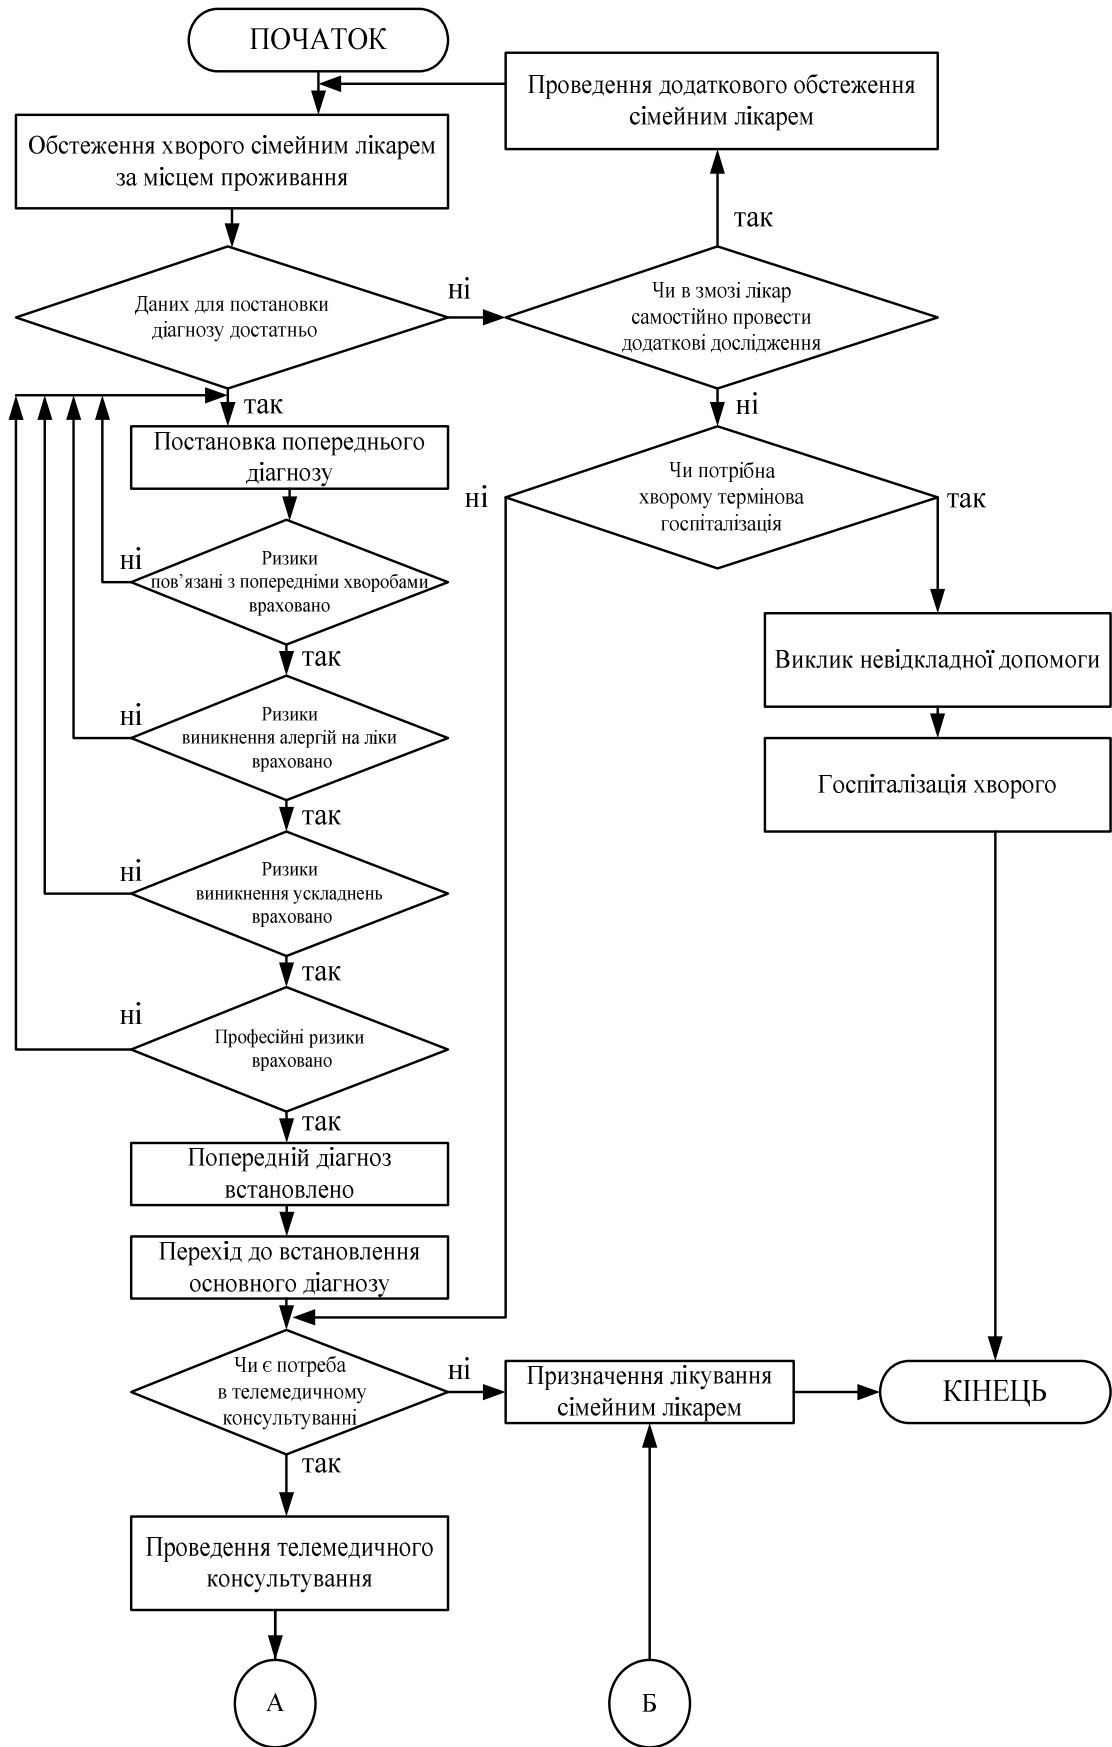 ПОЧАТОК
Проведення додаткового обстеження
сімейним лікарем
Обстеження хворого сімейним лікарем
за місцем проживання
так
Даних для постановки
діагнозу достатньо
ні
Чи в змозі лікар
самостійно провести
додаткові дослідження
так
ні
Постановка попереднього
діагнозу
Чи потрібна
хворому термінова
госпіталізація
ні
так
Ризики
пов’язані з попередніми хворобами
враховано
ні
так
Виклик невідкладної допомоги
Ризики
виникнення алергій на ліки
враховано
ні
так
Госпіталізація хворого
Ризики
виникнення ускладнень
враховано
ні
так
Професійні ризики
враховано
ні
так
Попередній діагноз
встановлено
Перехід до встановлення
основного діагнозу
Чи є потреба
в телемедичному
консультуванні
ні
Призначення лікування
сімейним лікарем
КІНЕЦЬ
так
Проведення телемедичного
консультування
А
Б